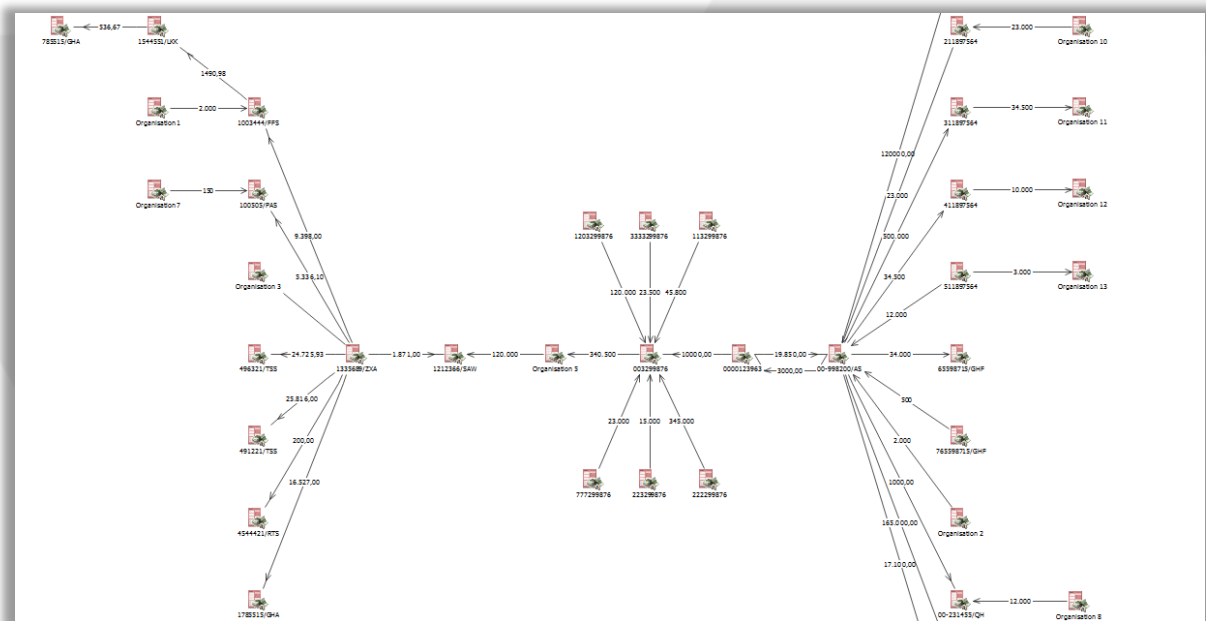 536,67
23.000
785515/GHA
1544551/LKK
211897564
Organisation 10
1490,98
2.000
34.500
Organisation 1
1003444/FFS
311897564
Organisation 11
120000,00
150
10.000
23.000
Organisation 7
100505/PAS
411897564
Organisation 12
9.398,00
1203299876
3333299876
113299876
500.000
5.336,10
3.000
34.500
Organisation 3
511897564
Organisation 13
120.000
23.500
45.800
12.000
24.725,93
1.871,00
120.000
340.500
10000,00
19.850,00
34.000
496321/TSS
1335689/ZXA
1212366/SAW
Organisation 5
003299876
0000123963
3000,00
00-998200/AS
65598715/GHF
25.816,00
500
23.000
15.000
345.000
200,00
2.000
491221/TSS
765598715/GHF
16.527,00
1000,00
777299876
223299876
222299876
165.000,00
4544421/RTS
Organisation 2
17.100,00
12.000
1785515/GHA
00-231455/QH
Organisation 8